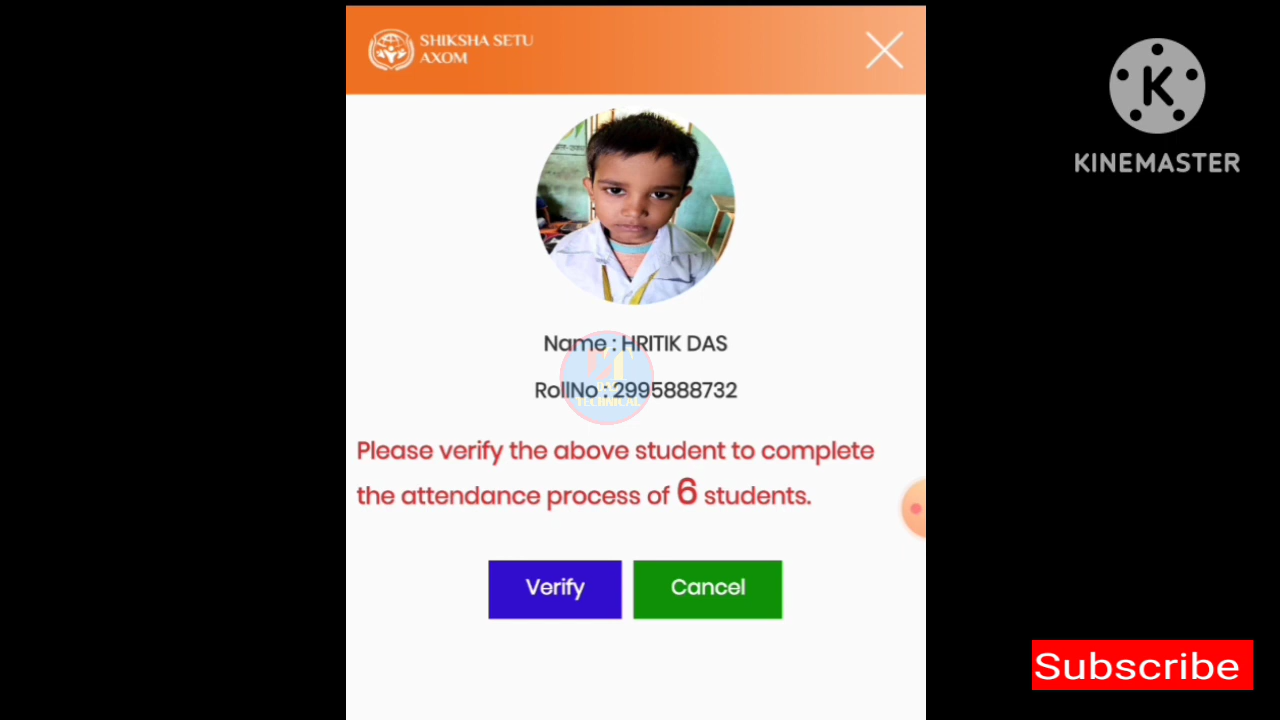 SHIKSHA SETU
AXOM
KINEMASTER
Name : HRITIK DAS
RollNo : 2995888732
TECHNICAL
Please verify the above student to complete
the attendance process of 6 students.
Verify
Cancel
Subscribe